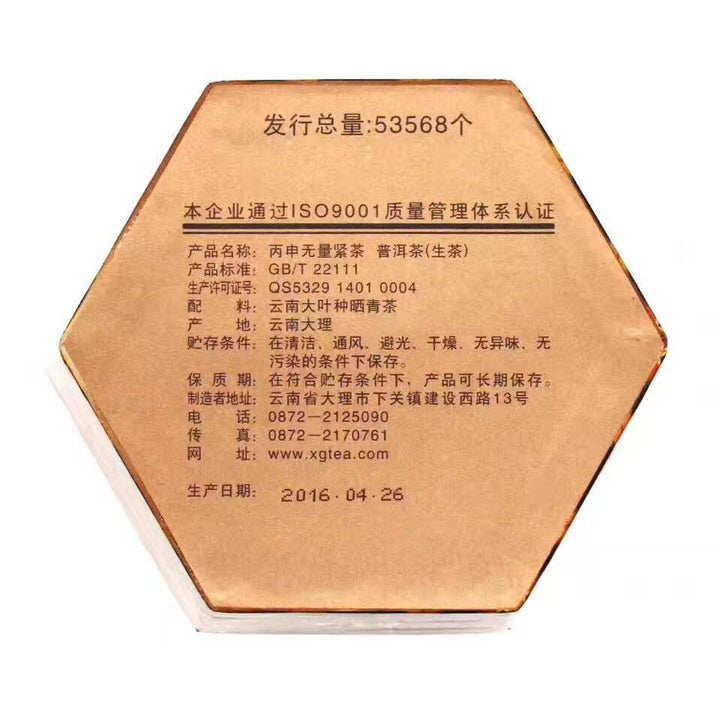 发行总量:53568个
本企业通过ISO9001质量管理体系认证
产品名称: 丙申无量紧茶 普洱茶(生茶)
产品标准: GB/T 22111
生产许可证号: QS5329 1401 0004
配 料: 云南大叶种晒青茶
产 地: 云南大理
贮存条件: 在清洁、通风、避光、干燥、无异味、无
污染的条件下保存。
保 质 期: 在符合贮存条件下，产品可长期保存。
制造者地址: 云南省大理市下关镇建设西路13号
电 话: 0872-2125090
传 真: 0872-2170761
网 址: www.xgtea.com
生产日期: 2016.04.26